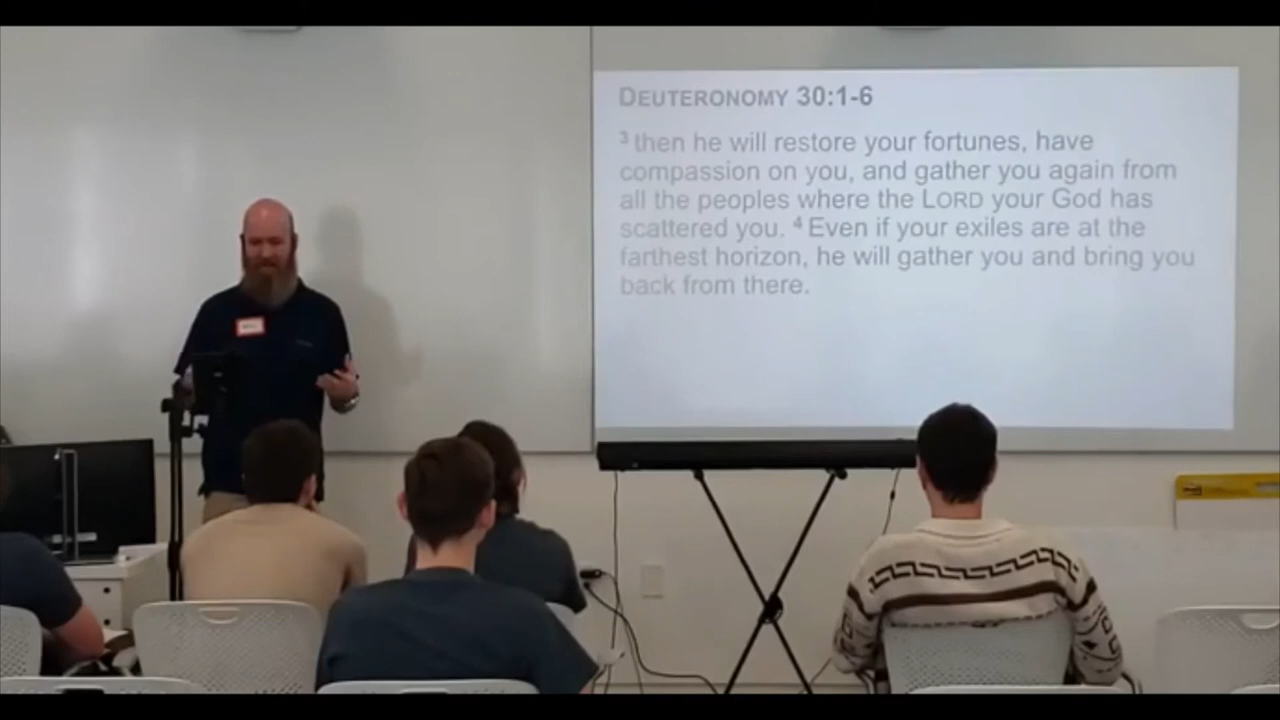 DEUTERONOMY 30:1-6
³ then he will restore your fortunes, have
compassion on you, and gather you again from
all the peoples where the LORD your God has
scattered you. ⁴ Even if your exiles are at the
farthest horizon, he will gather you and bring you
back from there.